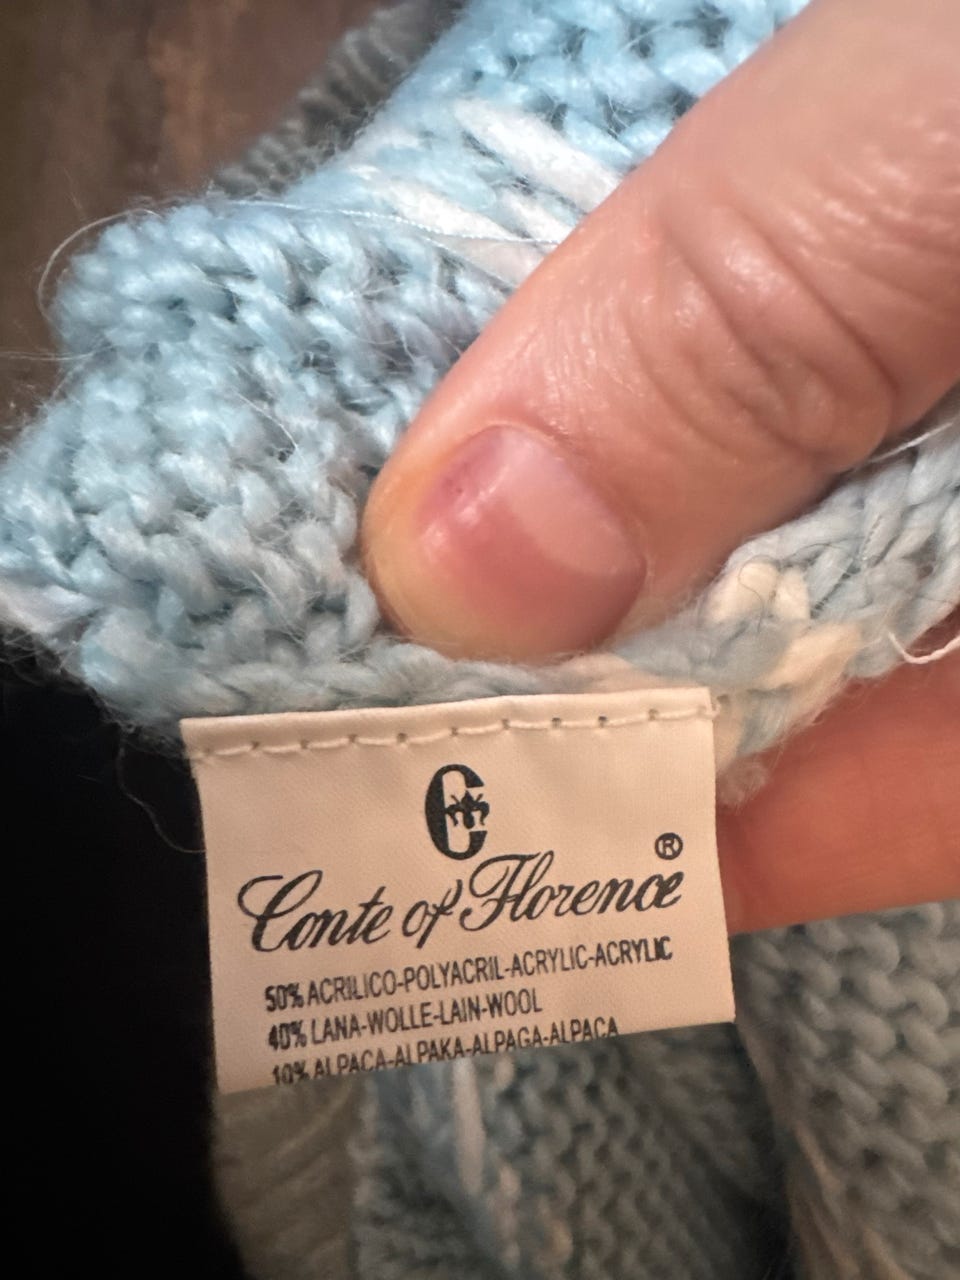 C
Conte of Florence ®
50% ACRILICO-POLYACRIL-ACRYLIC-ACRYLIC
40% LANA-WOLLE-LAIN-WOOL
10% ALPACA-ALPAKA-ALPAGA-ALPACA